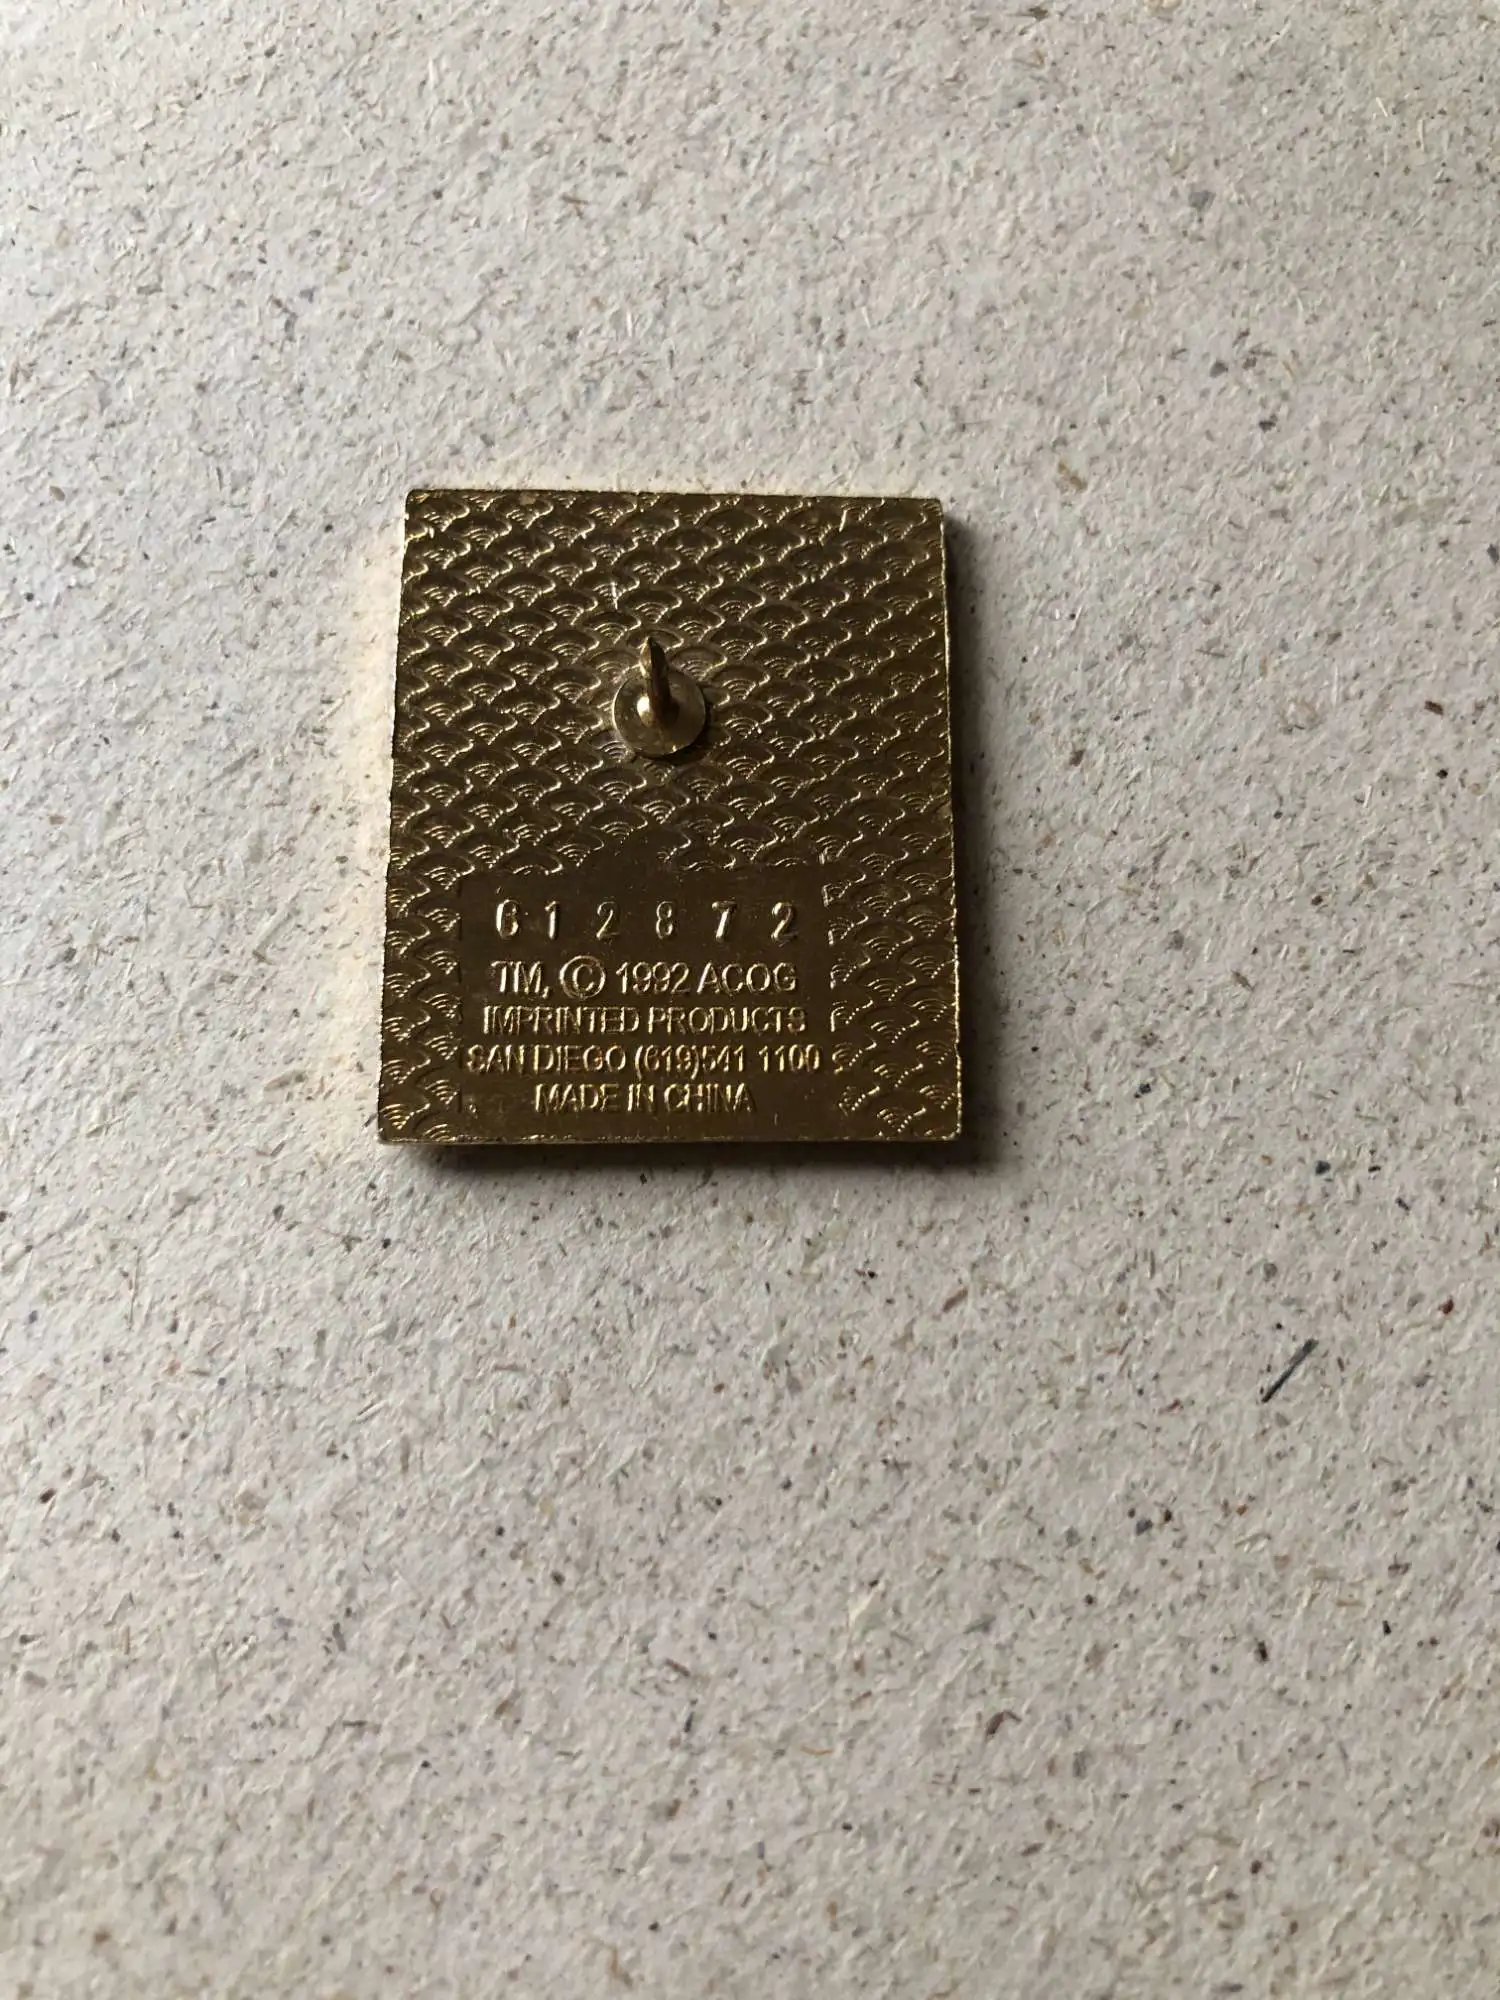 612872
TM, © 1992 ACOG
IMPRINTED PRODUCTS
SAN DIEGO (619)541 1100
MADE IN CHINA